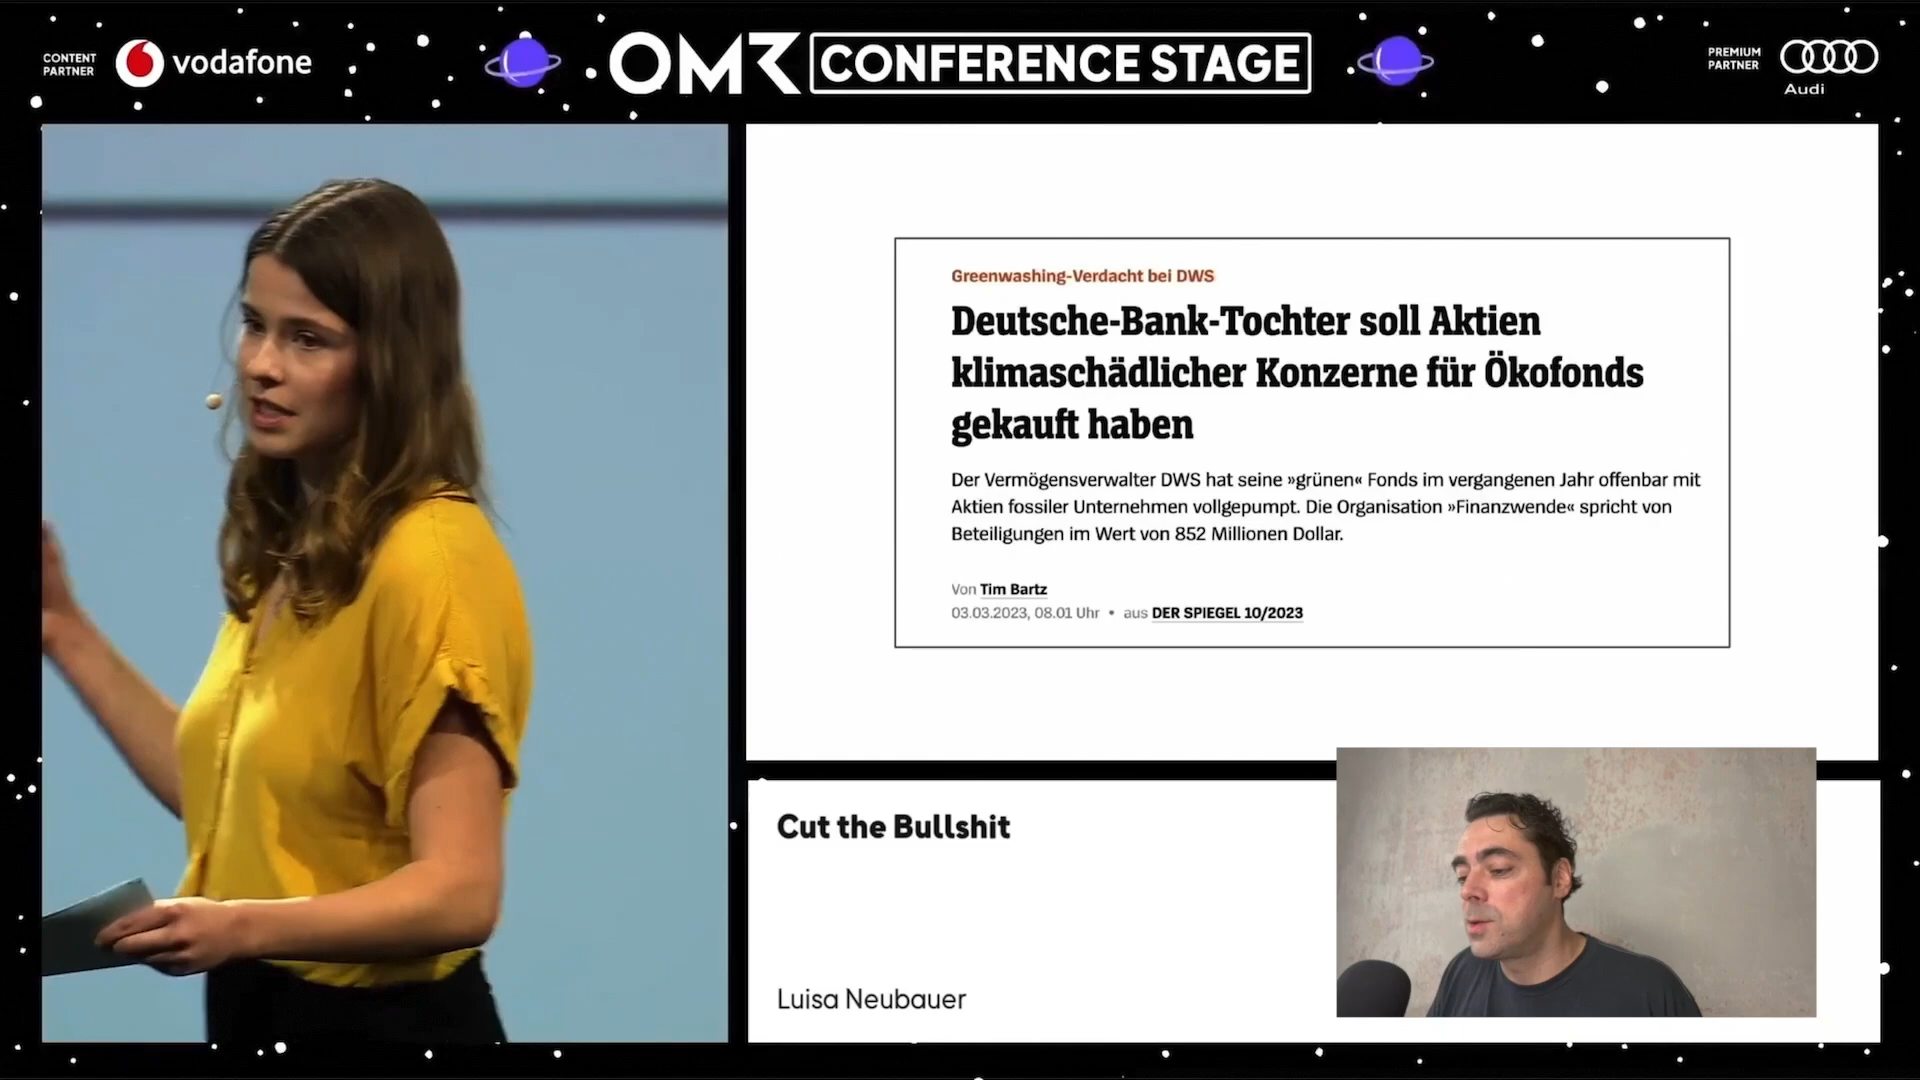 CONTENT
PARTNER
vodafone
OMR CONFERENCE STAGE
PREMIUM
PARTNER
Audi
Greenwashing-Verdacht bei DWS
Deutsche-Bank-Tochter soll Aktien
klimaschädlicher Konzerne für Ökofonds
gekauft haben
Der Vermögensverwalter DWS hat seine »grünen« Fonds im vergangenen Jahr offenbar mit
Aktien fossiler Unternehmen vollgepumpt. Die Organisation »Finanzwende« spricht von
Beteiligungen im Wert von 852 Millionen Dollar.
Von Tim Bartz
03.03.2023, 08.01 Uhr • aus DER SPIEGEL 10/2023
Cut the Bullshit
Luisa Neubauer